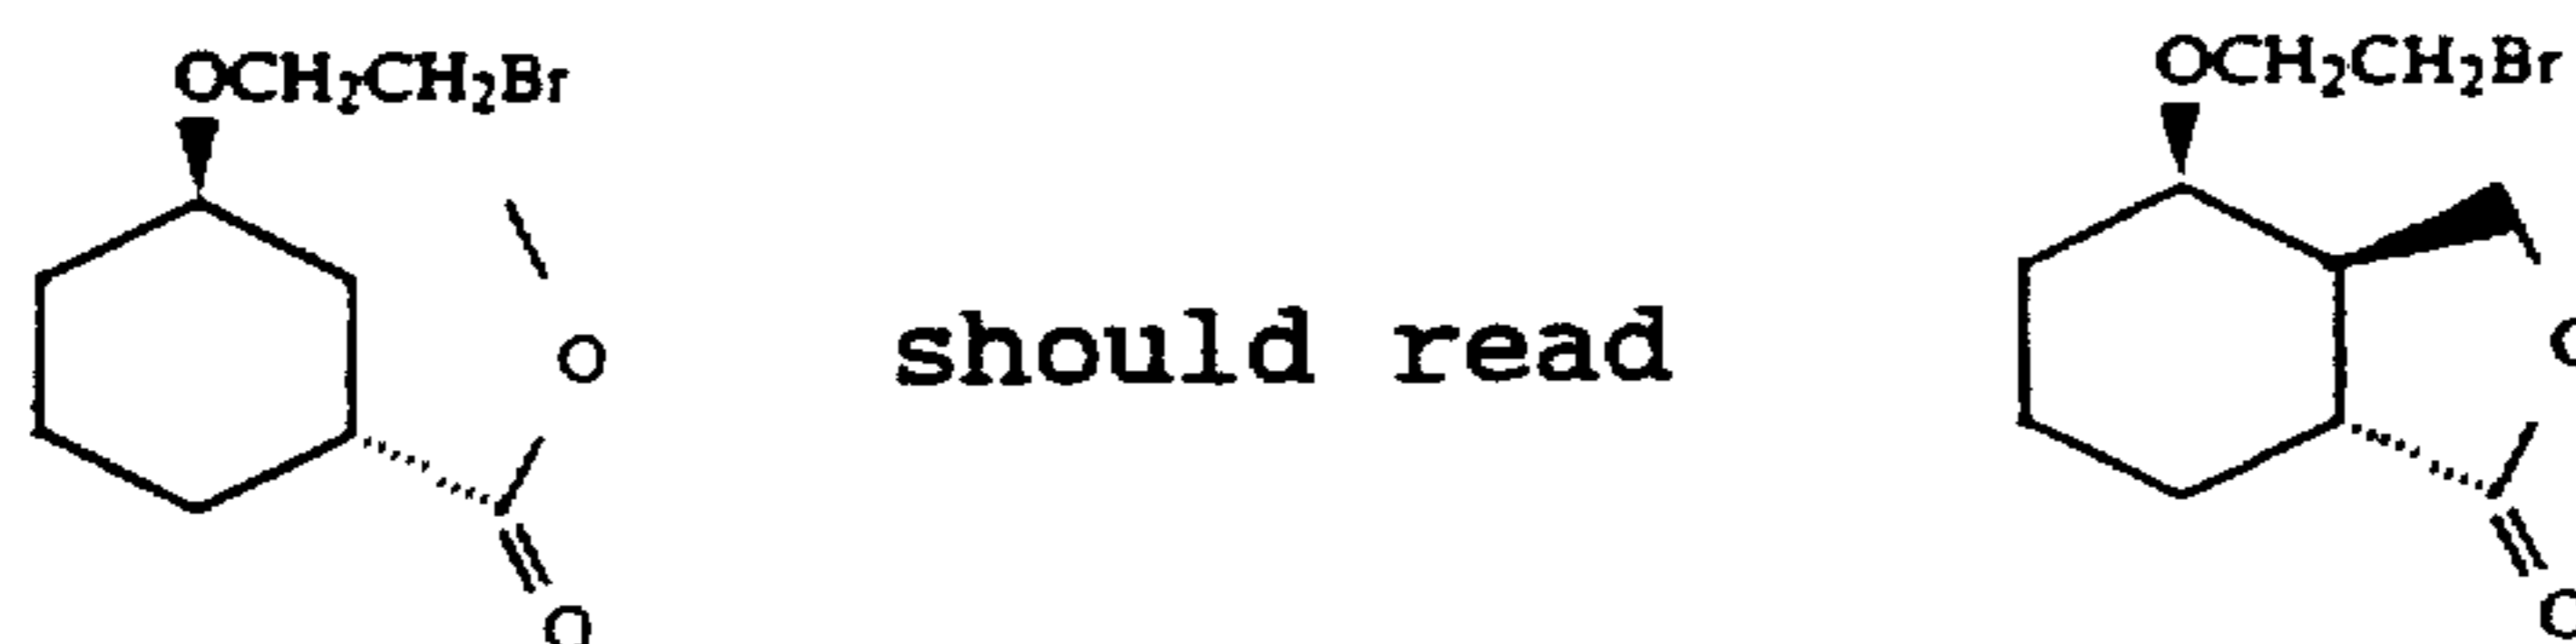 OCH₂CH₂Br
OCH₂CH₂Br
O
should read
O
O
O